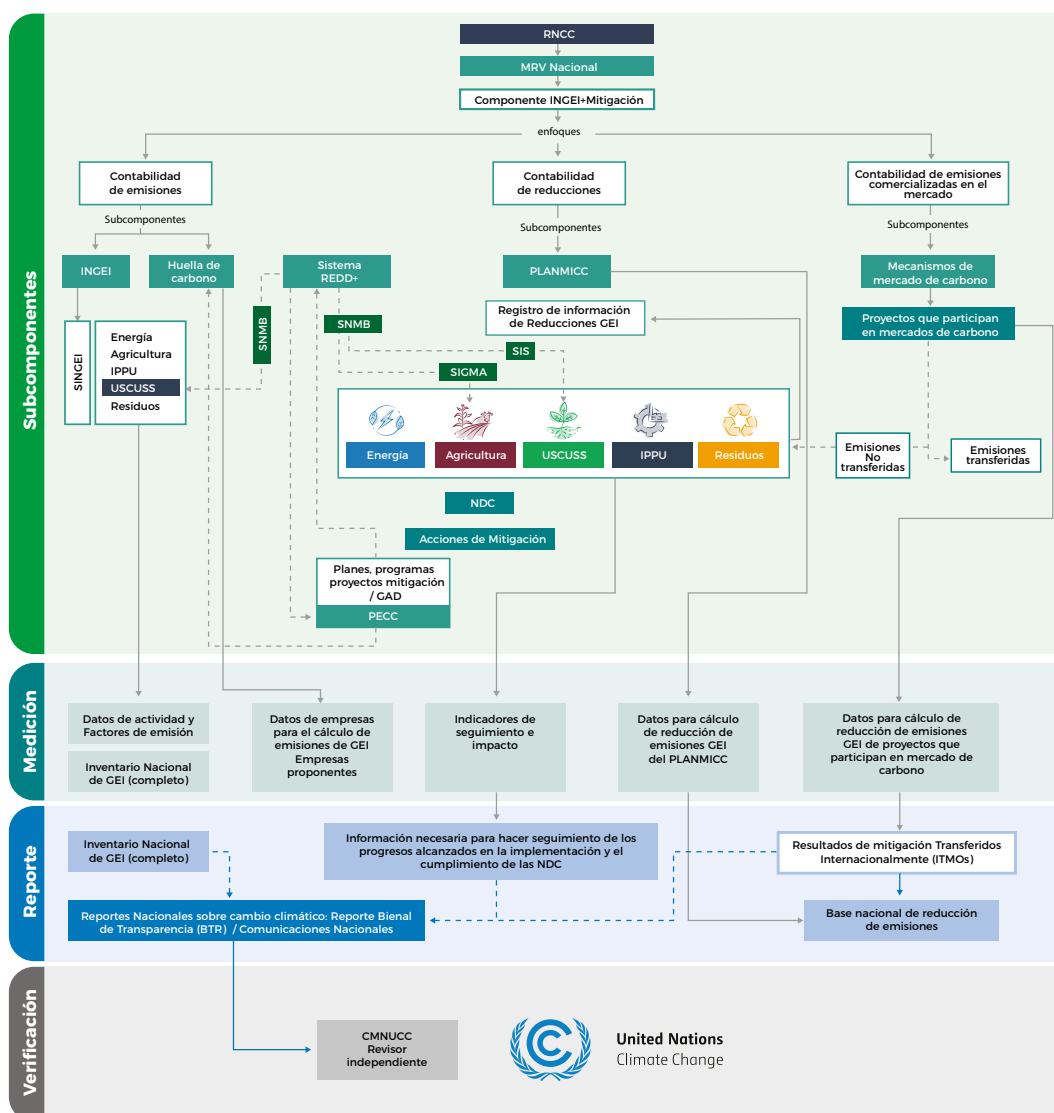 Subcomponentes
RNCC
MRV Nacional
Componente INGEI+Mitigación
enfoques
Contabilidad
de emisiones
Contabilidad
de reducciones
Contabilidad de emisiones
comercializadas en el
mercado
Subcomponentes
Subcomponentes
Subcomponentes
INGEI
Huella de
carbono
Sistema
REDD+
PLANMICC
Mecanismos de
mercado de carbono
Registro de información
de Reducciones GEI
Proyectos que participan
en mercados de carbono
SINGEI
Energía
Agricultura
IPPU
USCUSS
Residuos
SNMB
SNMB
SIS
SIGMA
Energía
Agricultura
USCUSS
IPPU
Residuos
Emisiones
No
transferidas
Emisiones
transferidas
NDC
Acciones de Mitigación
Planes, programas
proyectos mitigación
/ GAD
PECC
Medición
Datos de actividad y
Factores de emisión
Inventario Nacional
de GEI (completo)
Datos de empresas
para el cálculo de
emisiones de GEI
Empresas
proponentes
Indicadores de
seguimiento e
impacto
Datos para cálculo
de reducción de
emisiones GEI
del PLANMICC
Datos para cálculo de
reducción de emisiones
GEI de proyectos que
participan en mercado de
carbono
Reporte
Inventario Nacional
de GEI (completo)
Información necesaria para hacer seguimiento de los
progresos alcanzados en la implementación y el
cumplimiento de las NDC
Resultados de mitigación Transferidos
Internacionalmente (ITMOs)
Reportes Nacionales sobre cambio climático: Reporte Bienal
de Transparencia (BTR) / Comunicaciones Nacionales
Base nacional de reducción
de emisiones
Verificación
CMNUCC
Revisor
independiente
United Nations
Climate Change